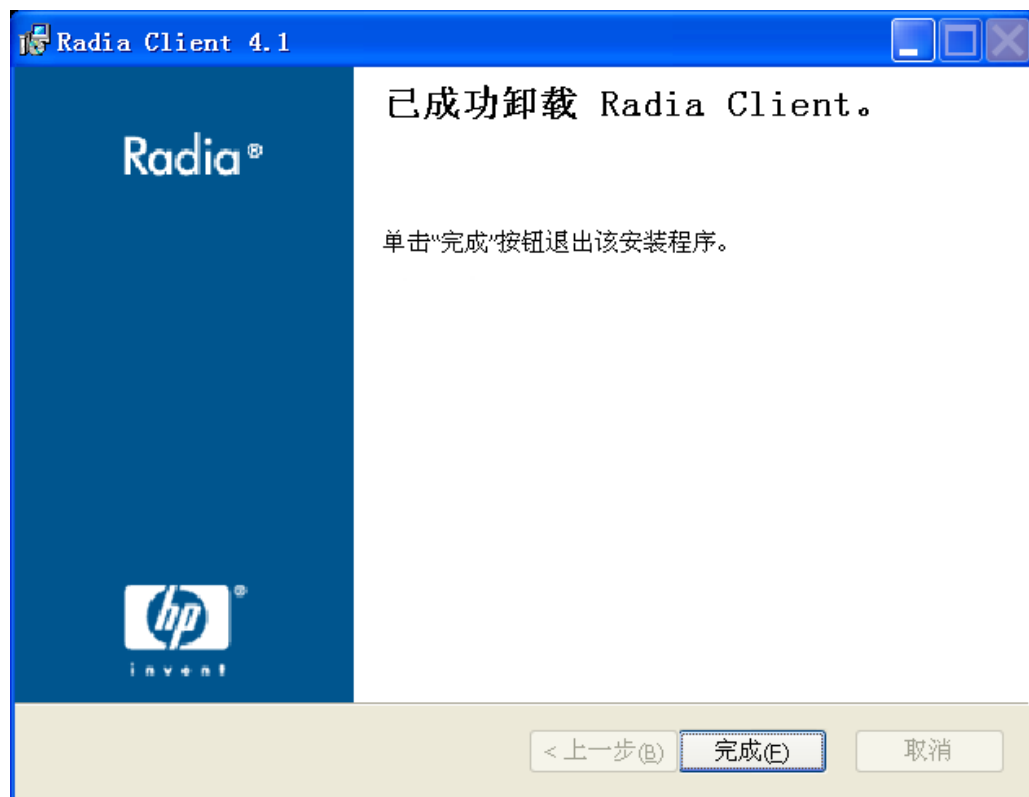 Radia Client 4.1
已成功卸载 Radia Client。
Radia®
单击“完成”按钮退出该安装程序。
hp®
invent
<上一步(B)
完成(F)
取消